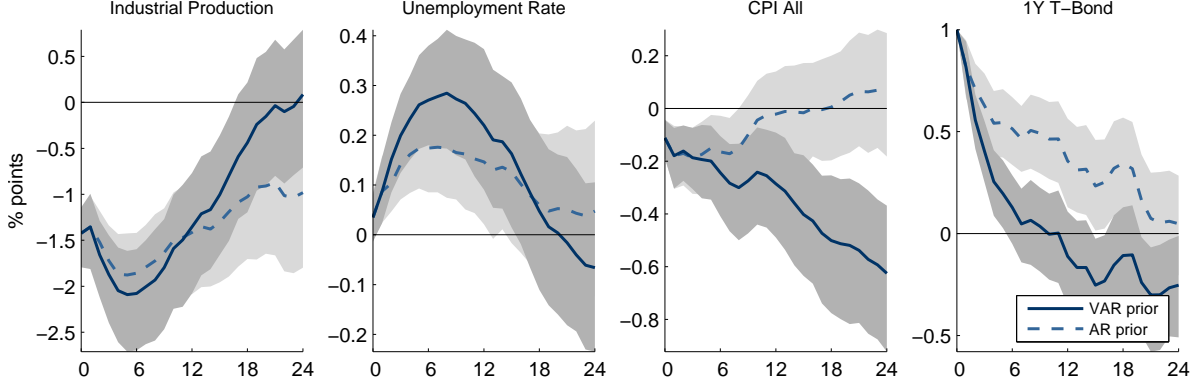 Industrial Production
Unemployment Rate
CPI All
1Y T−Bond
% points
0.5
0
−0.5
−1
−1.5
−2
−2.5
0 6 12 18 24
0.4
0.3
0.2
0.1
0
−0.1
−0.2
0 6 12 18 24
0.2
0
−0.2
−0.4
−0.6
−0.8
0 6 12 18 24
1
0.5
0
−0.5
0 6 12 18 24
VAR prior
AR prior